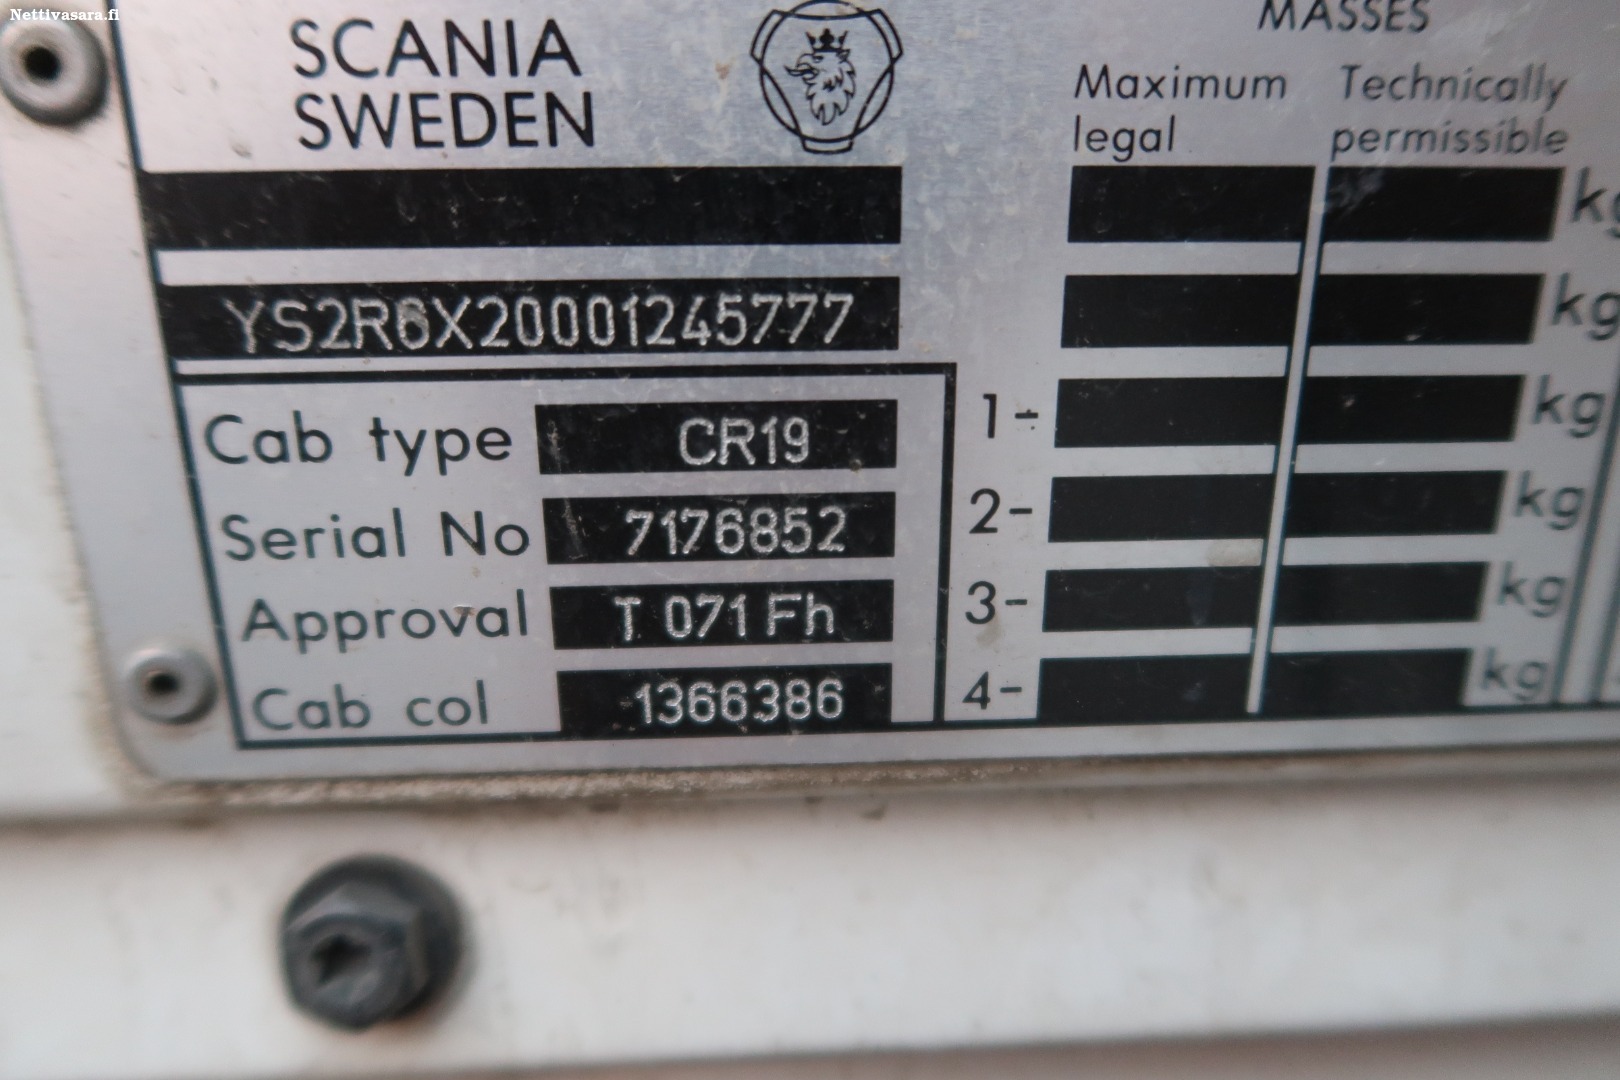 Nettivasara.fi
SCANIA
SWEDEN
MASSES
Maximum legal
Technically permissible
kg
kg
YS2R6X20001245777
Cab type CR19
Serial No 7176852
Approval T 071 Fh
Cab col 1366386
1- kg
2- kg
3- kg
4- kg